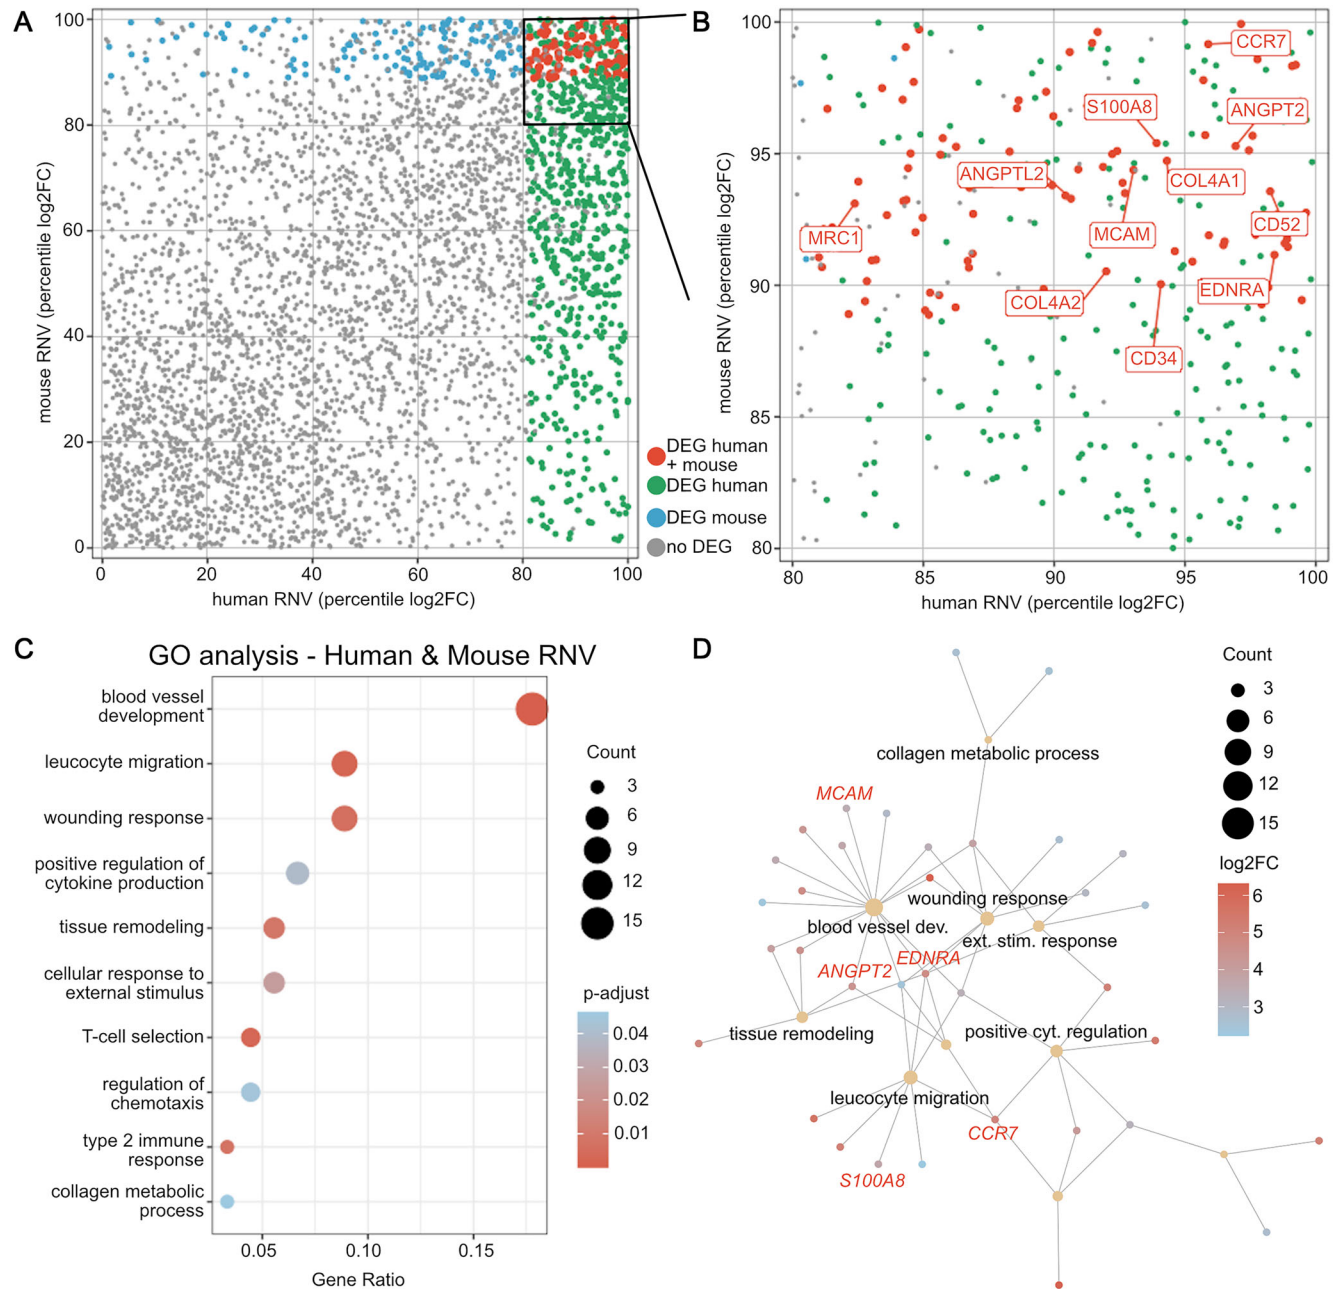 A
100
80
60
40
20
0
mouse RNV (percentile log2FC)
0
20
40
60
80
100
human RNV (percentile log2FC)
DEG human
+ mouse
DEG human
DEG mouse
no DEG
B
100
95
90
85
80
mouse RNV (percentile log2FC)
80
85
90
95
100
human RNV (percentile log2FC)
CCR7
S100A8
ANGPT2
ANGPTL2
COL4A1
MCAM
CD52
MRC1
EDNRA
COL4A2
CD34
C
GO analysis - Human & Mouse RNV
blood vessel
development
leucocyte migration
wounding response
positive regulation of
cytokine production
tissue remodeling
cellular response to
external stimulus
T-cell selection
regulation of
chemotaxis
type 2 immune
response
collagen metabolic
process
0.05
0.10
0.15
Gene Ratio
Count
3
6
9
12
15
p-adjust
0.04
0.03
0.02
0.01
D
collagen metabolic process
MCAM
wounding response
blood vessel dev.
ext. stim. response
EDNRA
ANGPT2
tissue remodeling
positive cyt. regulation
leucocyte migration
CCR7
S100A8
Count
3
6
9
12
15
log2FC
6
5
4
3